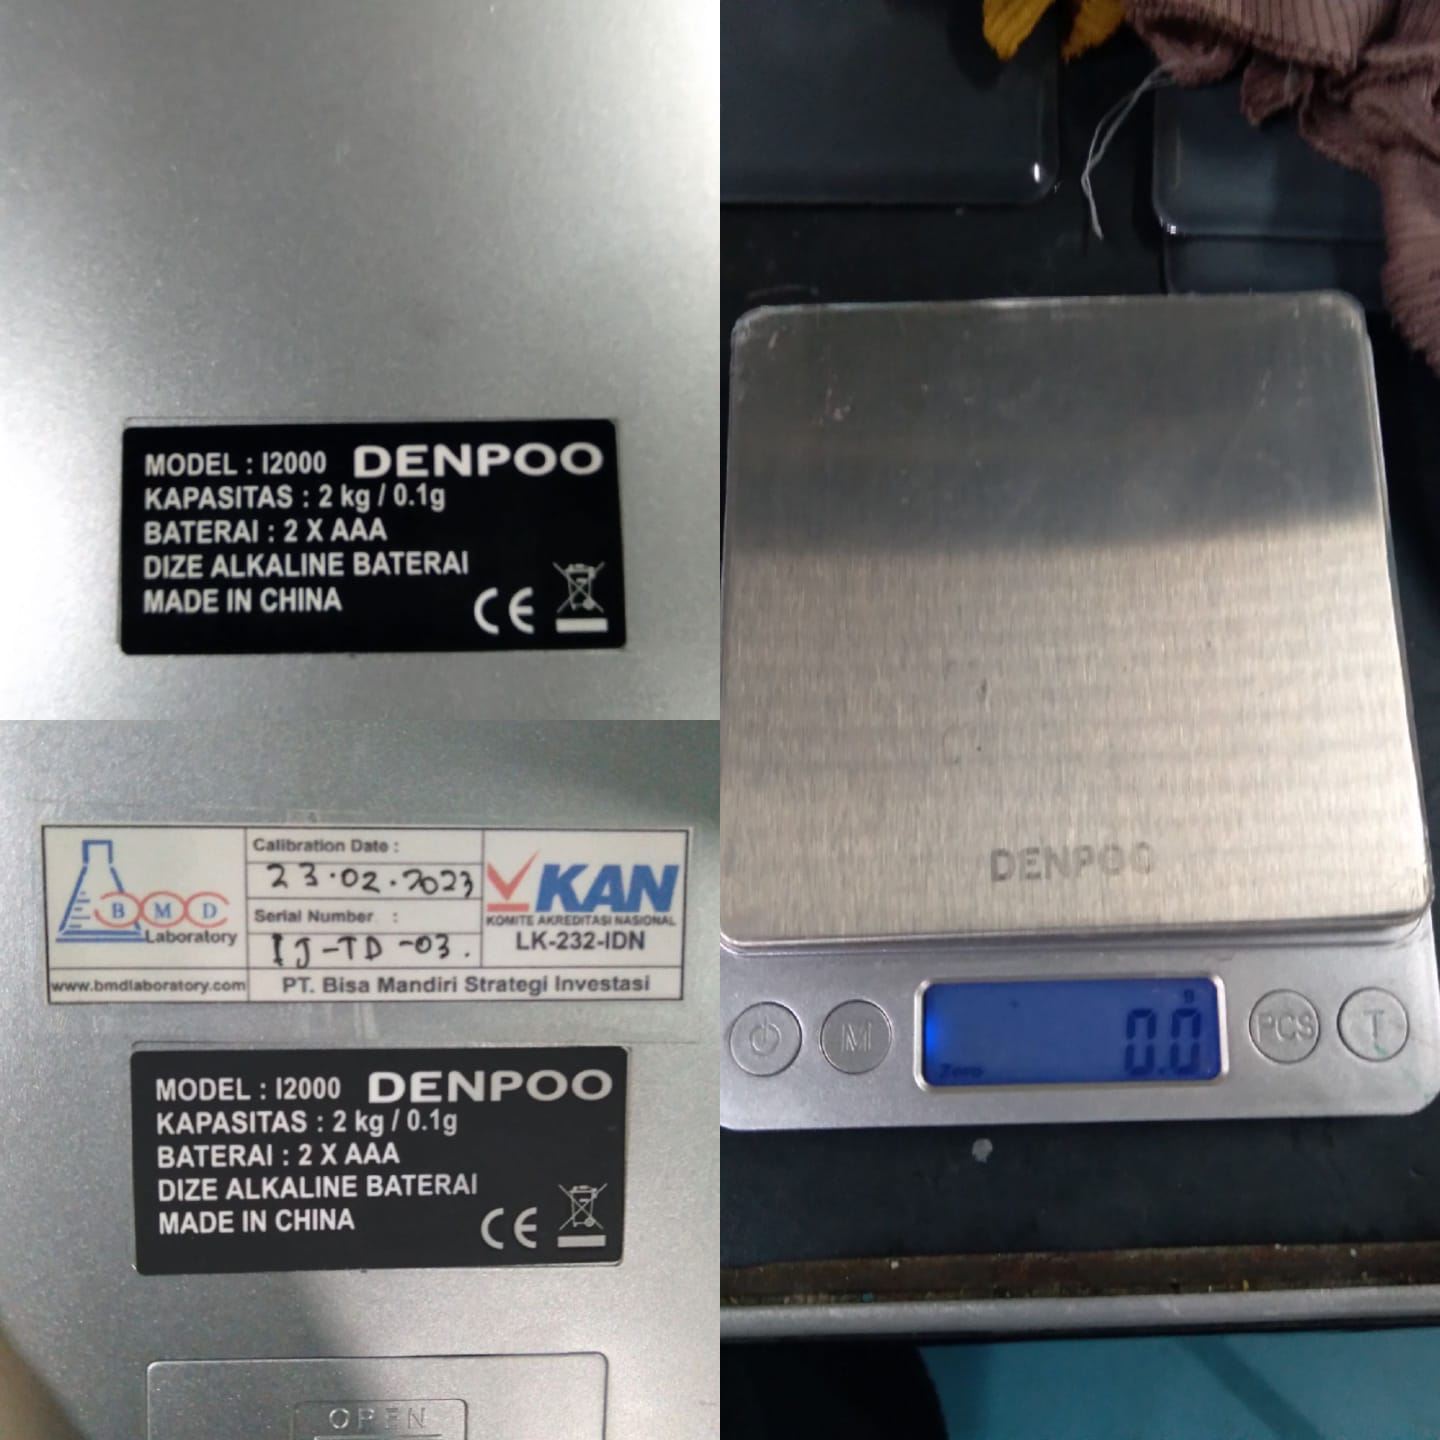 MODEL : I2000 DENPOO
KAPASITAS : 2 kg / 0.1g
BATERAI : 2 X AAA
DIZE ALKALINE BATERAI
MADE IN CHINA
CE
BMD
Laboratory
www.bmdlaboratory.com
Calibration Date :
23.02.2023
Serial Number :
IJ-TD-03.
KAN
KOMITE AKREDITASI NASIONAL
LK-232-IDN
PT. Bisa Mandiri Strategi Investasi
MODEL : I2000 DENPOO
KAPASITAS : 2 kg / 0.1g
BATERAI : 2 X AAA
DIZE ALKALINE BATERAI
MADE IN CHINA
CE
OPEN
DENPOO
M
g
0.0
Zero
PCS
T